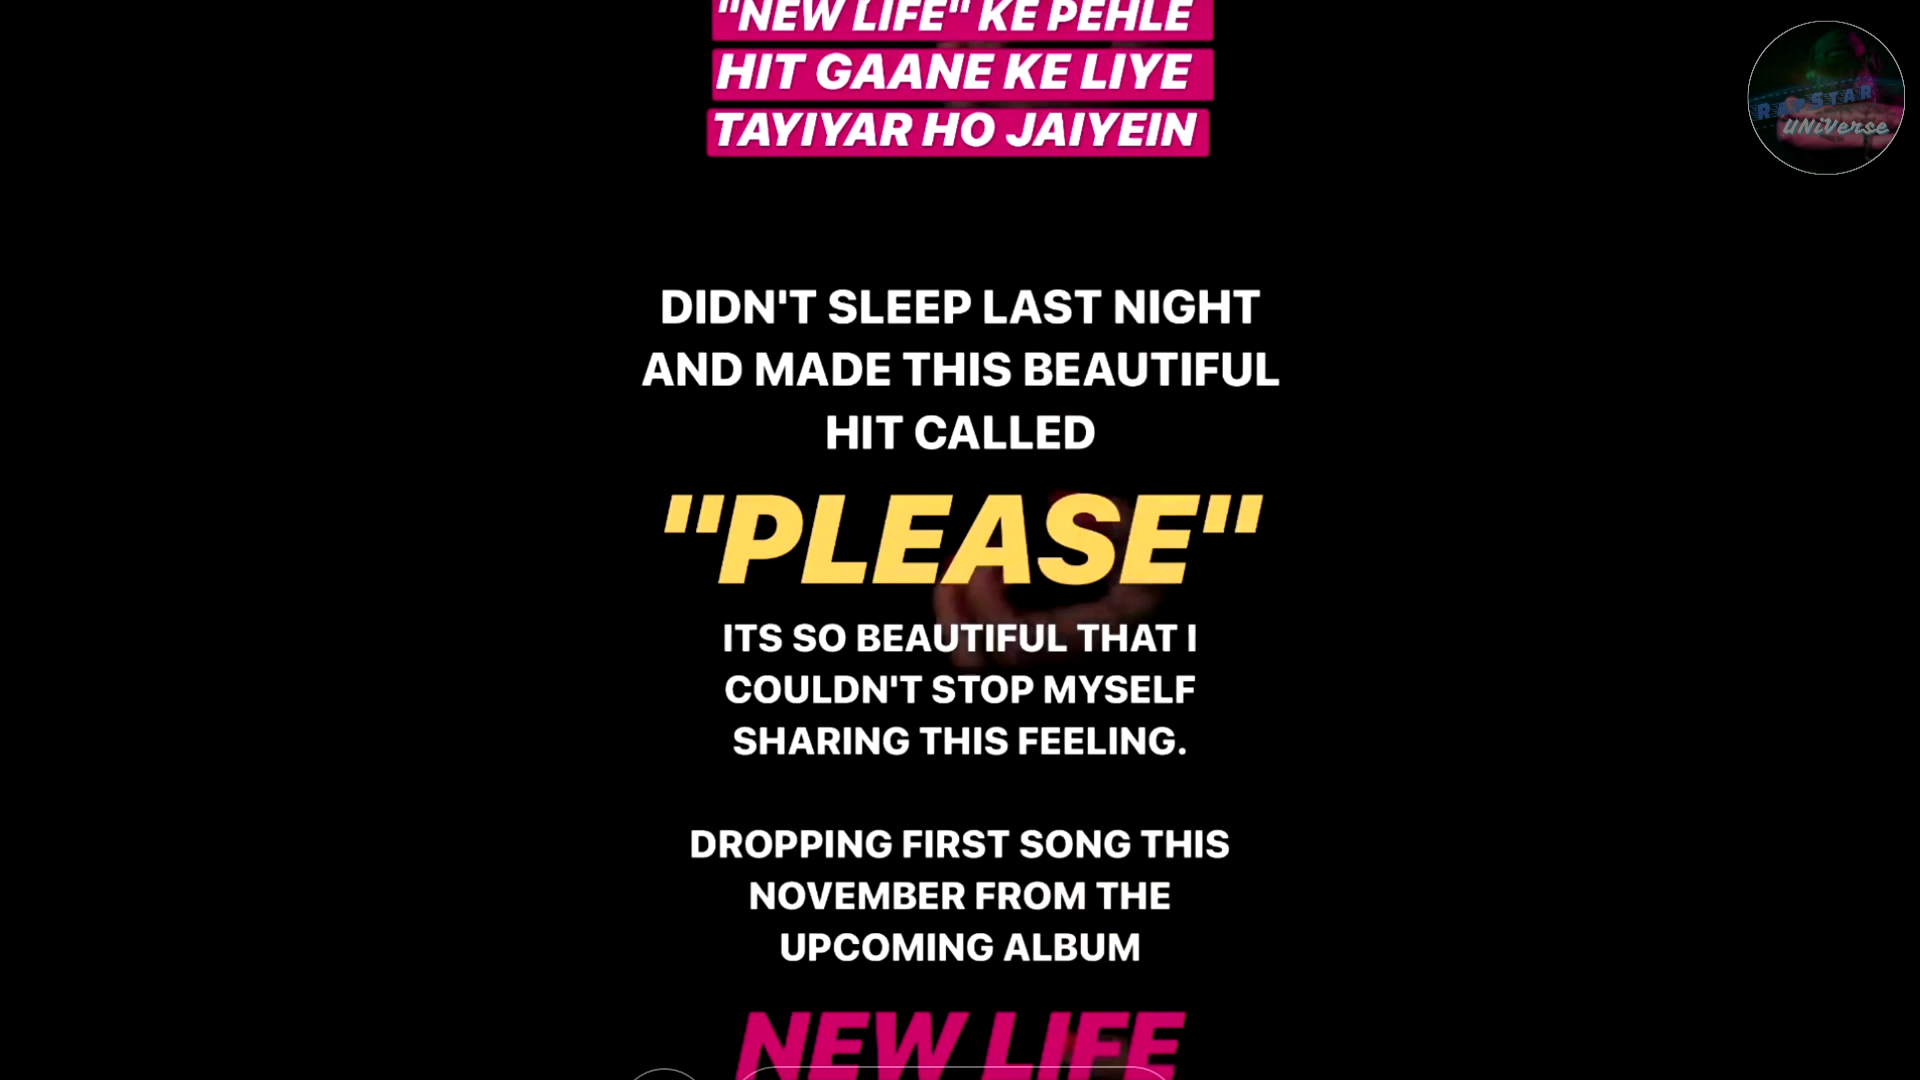 "NEW LIFE" KE PEHLE
HIT GAANE KE LIYE
TAYIYAR HO JAIYEIN
RAPSTAR
UNiVerse
DIDN'T SLEEP LAST NIGHT
AND MADE THIS BEAUTIFUL
HIT CALLED
"PLEASE"
ITS SO BEAUTIFUL THAT I
COULDN'T STOP MYSELF
SHARING THIS FEELING.
DROPPING FIRST SONG THIS
NOVEMBER FROM THE
UPCOMING ALBUM
NEW LIFE